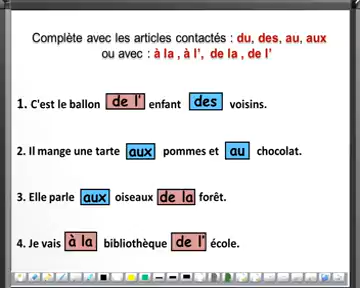 Complète avec les articles contactés : du, des, au, aux
ou avec : à la , à l', de la , de l'
1. C'est le ballon de l' enfant des voisins.
2. Il mange une tarte aux pommes et au chocolat.
3. Elle parle aux oiseaux de la forêt.
4. Je vais à la bibliothèque de l' école.